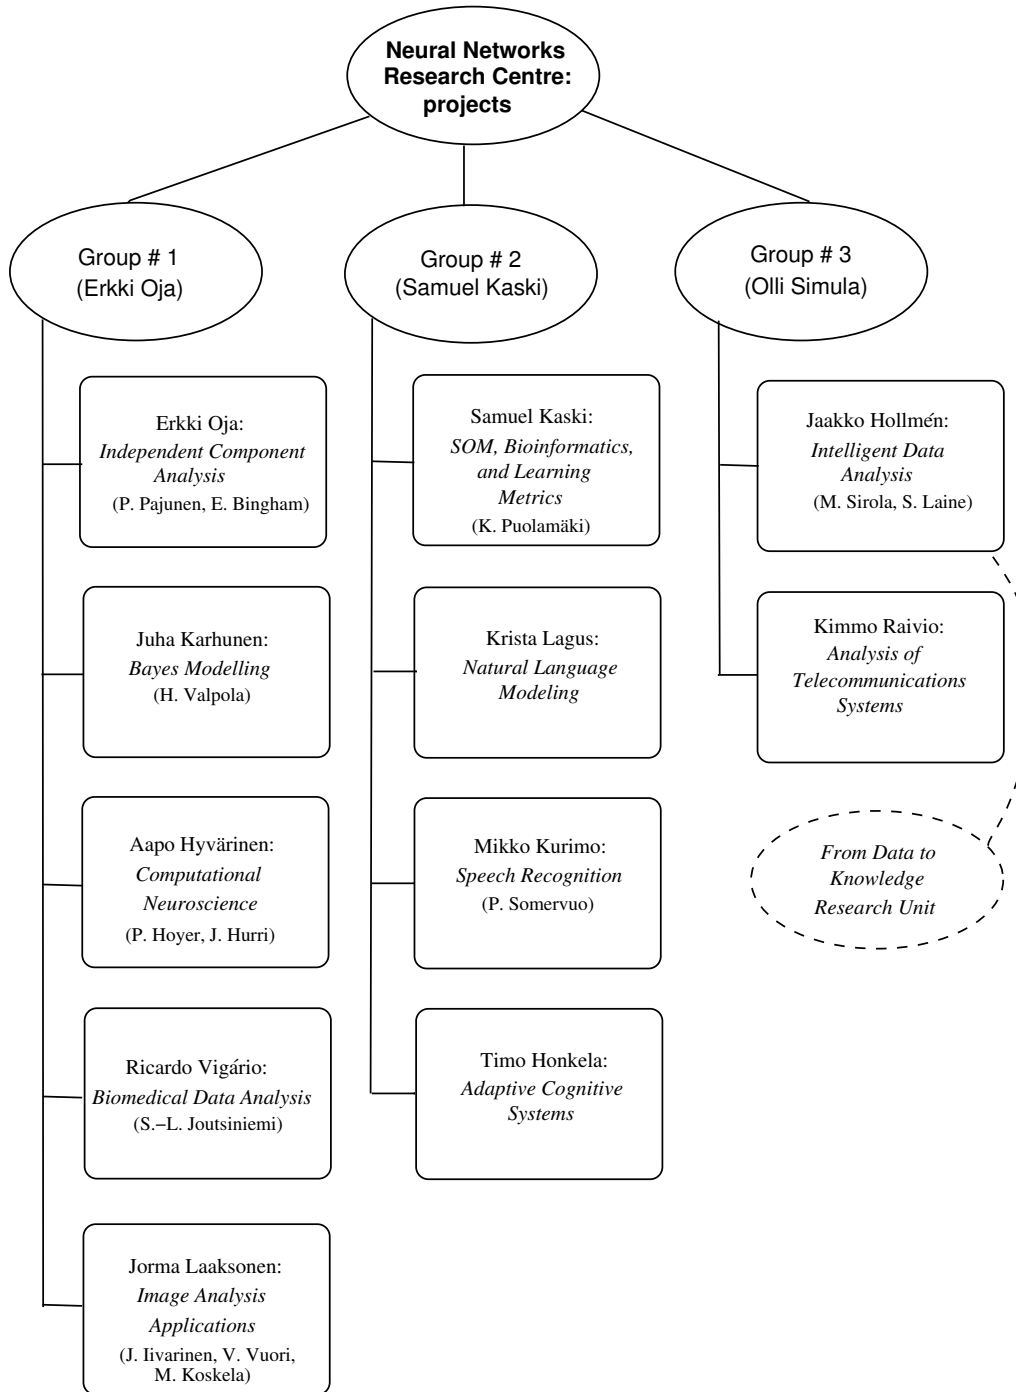 Neural Networks
Research Centre:
projects
Group # 1
(Erkki Oja)
Group # 2
(Samuel Kaski)
Group # 3
(Olli Simula)
Erkki Oja:
Independent Component
Analysis
(P. Pajunen, E. Bingham)
Juha Karhunen:
Bayes Modelling
(H. Valpola)
Aapo Hyvärinen:
Computational
Neuroscience
(P. Hoyer, J. Hurri)
Ricardo Vigário:
Biomedical Data Analysis
(S.−L. Joutsiniemi)
Jorma Laaksonen:
Image Analysis
Applications
(J. Iivarinen, V. Vuori,
M. Koskela)
Samuel Kaski:
SOM, Bioinformatics,
and Learning
Metrics
(K. Puolamäki)
Krista Lagus:
Natural Language
Modeling
Mikko Kurimo:
Speech Recognition
(P. Somervuo)
Timo Honkela:
Adaptive Cognitive
Systems
Jaakko Hollmén:
Intelligent Data
Analysis
(M. Sirola, S. Laine)
Kimmo Raivio:
Analysis of
Telecommunications
Systems
From Data to
Knowledge
Research Unit